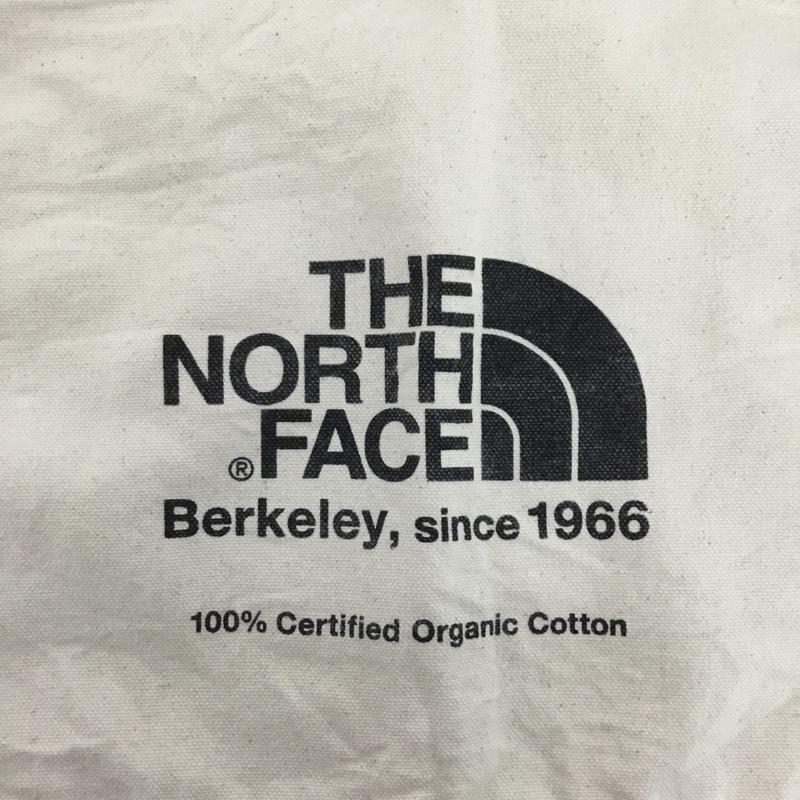 THE
NORTH
®FACE
Berkeley, since 1966
100% Certified Organic Cotton